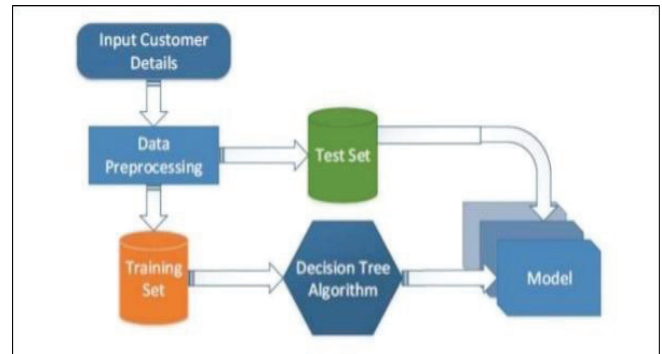 Input Customer
Details
Data
Preprocessing
Test Set
Training
Set
Decision Tree
Algorithm
Model